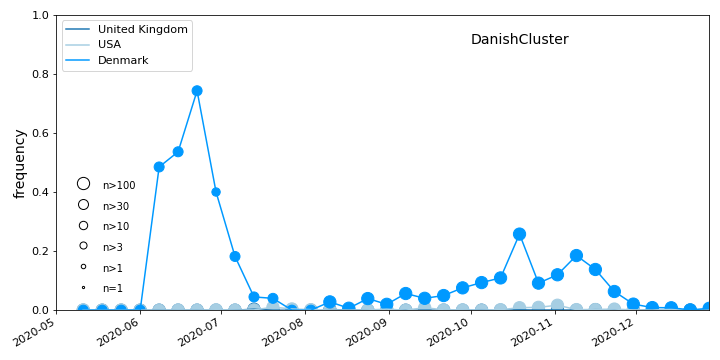 1.0
0.8
0.6
0.4
0.2
0.0
frequency
United Kingdom
USA
Denmark
DanishCluster
n>100
n>30
n>10
n>3
n>1
n=1
2020-05
2020-06
2020-07
2020-08
2020-09
2020-10
2020-11
2020-12